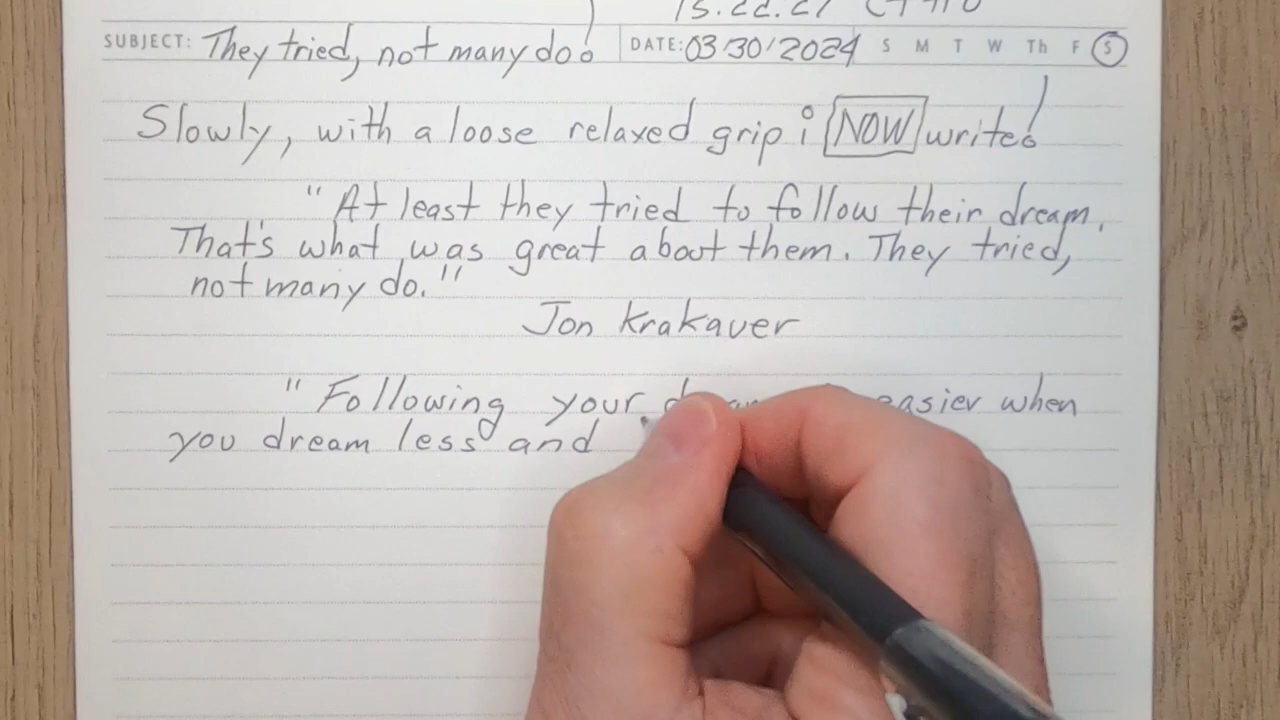 SUBJECT: They tried, not many do! DATE: 03/30/2024 S M T W Th F S
Slowly, with a loose relaxed grip i NOW write!
"At least they tried to follow their dream.
That's what was great about them. They tried,
not many do."
Jon Krakauer
"Following your easier when
you dream less and